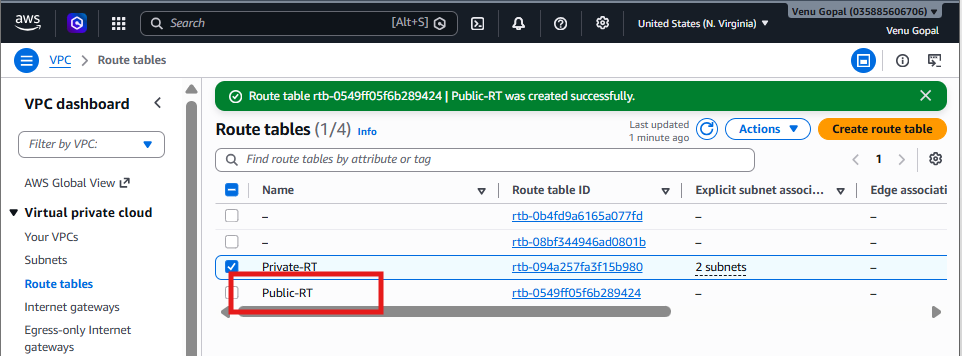 aws
Search
[Alt+S]
United States (N. Virginia)
Venu Gopal (035885606706)
Venu Gopal
VPC > Route tables
VPC dashboard
Filter by VPC:
AWS Global View
Virtual private cloud
Your VPCs
Subnets
Route tables
Internet gateways
Egress-only Internet
gateways
Route table rtb-0549ff05f6b289424 | Public-RT was created successfully.
Route tables (1/4) Info
Last updated
1 minute ago
Actions
Create route table
Find route tables by attribute or tag
1
Name Route table ID Explicit subnet associ... Edge associati
– rtb-0b4fd9a6165a077fd – –
– rtb-08bf344946ad0801b – –
Private-RT rtb-094a257fa3f15b980 2 subnets –
Public-RT rtb-0549ff05f6b289424 – –